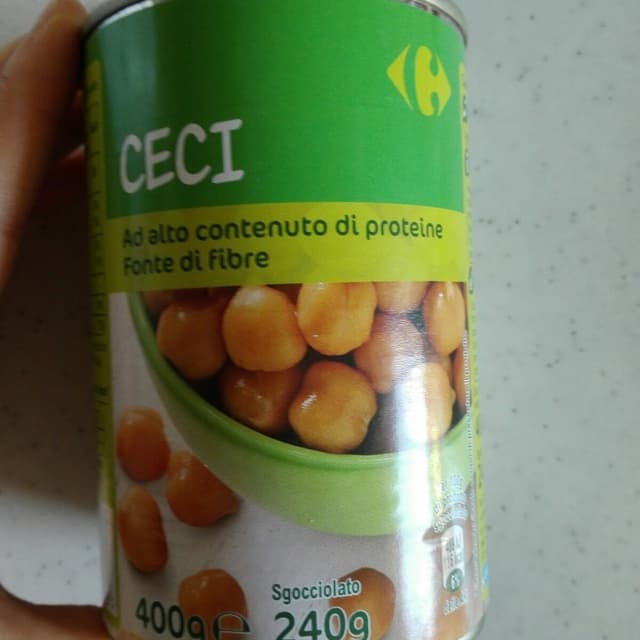 CECI
Ad alto contenuto di proteine
Fonte di fibre
Sgocciolato
400g e 240g